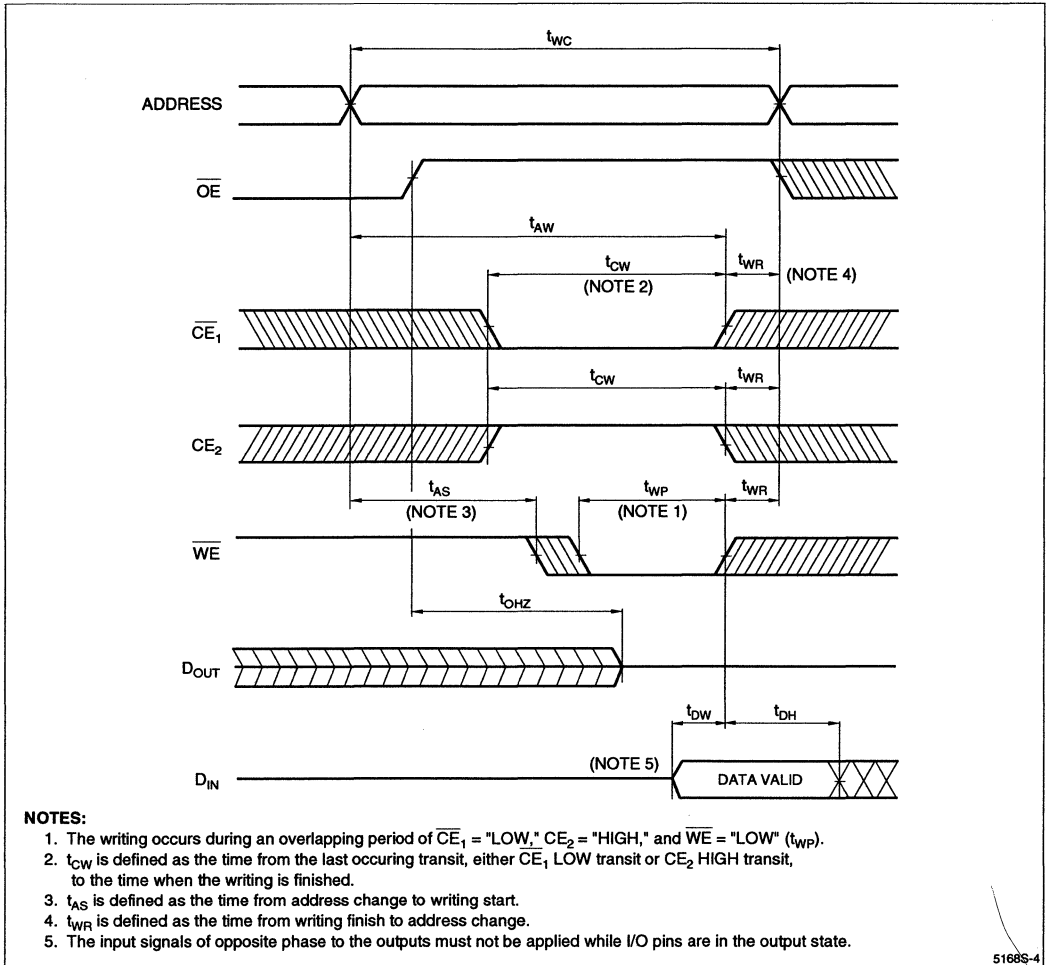 tWC
ADDRESS
OE
tAW
tCW
(NOTE 2)
tWR
(NOTE 4)
CE1
tCW
tWR
CE2
tAS
(NOTE 3)
tWP
(NOTE 1)
tWR
WE
tOHZ
DOUT
tDW
tDH
DIN
(NOTE 5)
DATA VALID
NOTES:
1. The writing occurs during an overlapping period of CE1 = "LOW," CE2 = "HIGH," and WE = "LOW" (tWP).
2. tCW is defined as the time from the last occuring transit, either CE1 LOW transit or CE2 HIGH transit,
to the time when the writing is finished.
3. tAS is defined as the time from address change to writing start.
4. tWR is defined as the time from writing finish to address change.
5. The input signals of opposite phase to the outputs must not be applied while I/O pins are in the output state.
5168S-4